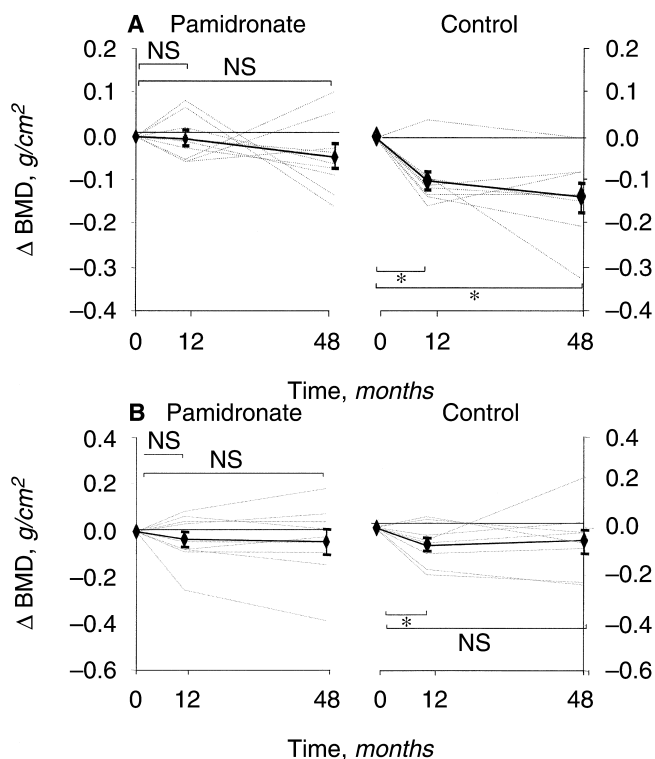 A Pamidronate Control
0.2 NS 0.2
NS
0.1 0.1
0.0 0.0
Δ BMD, g/cm²
−0.1 −0.1
−0.2 −0.2
−0.3 * −0.3
*
−0.4 −0.4
0 12 48 0 12 48
Time, months
B Pamidronate Control
0.4 NS 0.4
NS
0.2 0.2
0.0 0.0
Δ BMD, g/cm²
−0.2 −0.2
−0.4 * −0.4
NS
−0.6 −0.6
0 12 48 0 12 48
Time, months